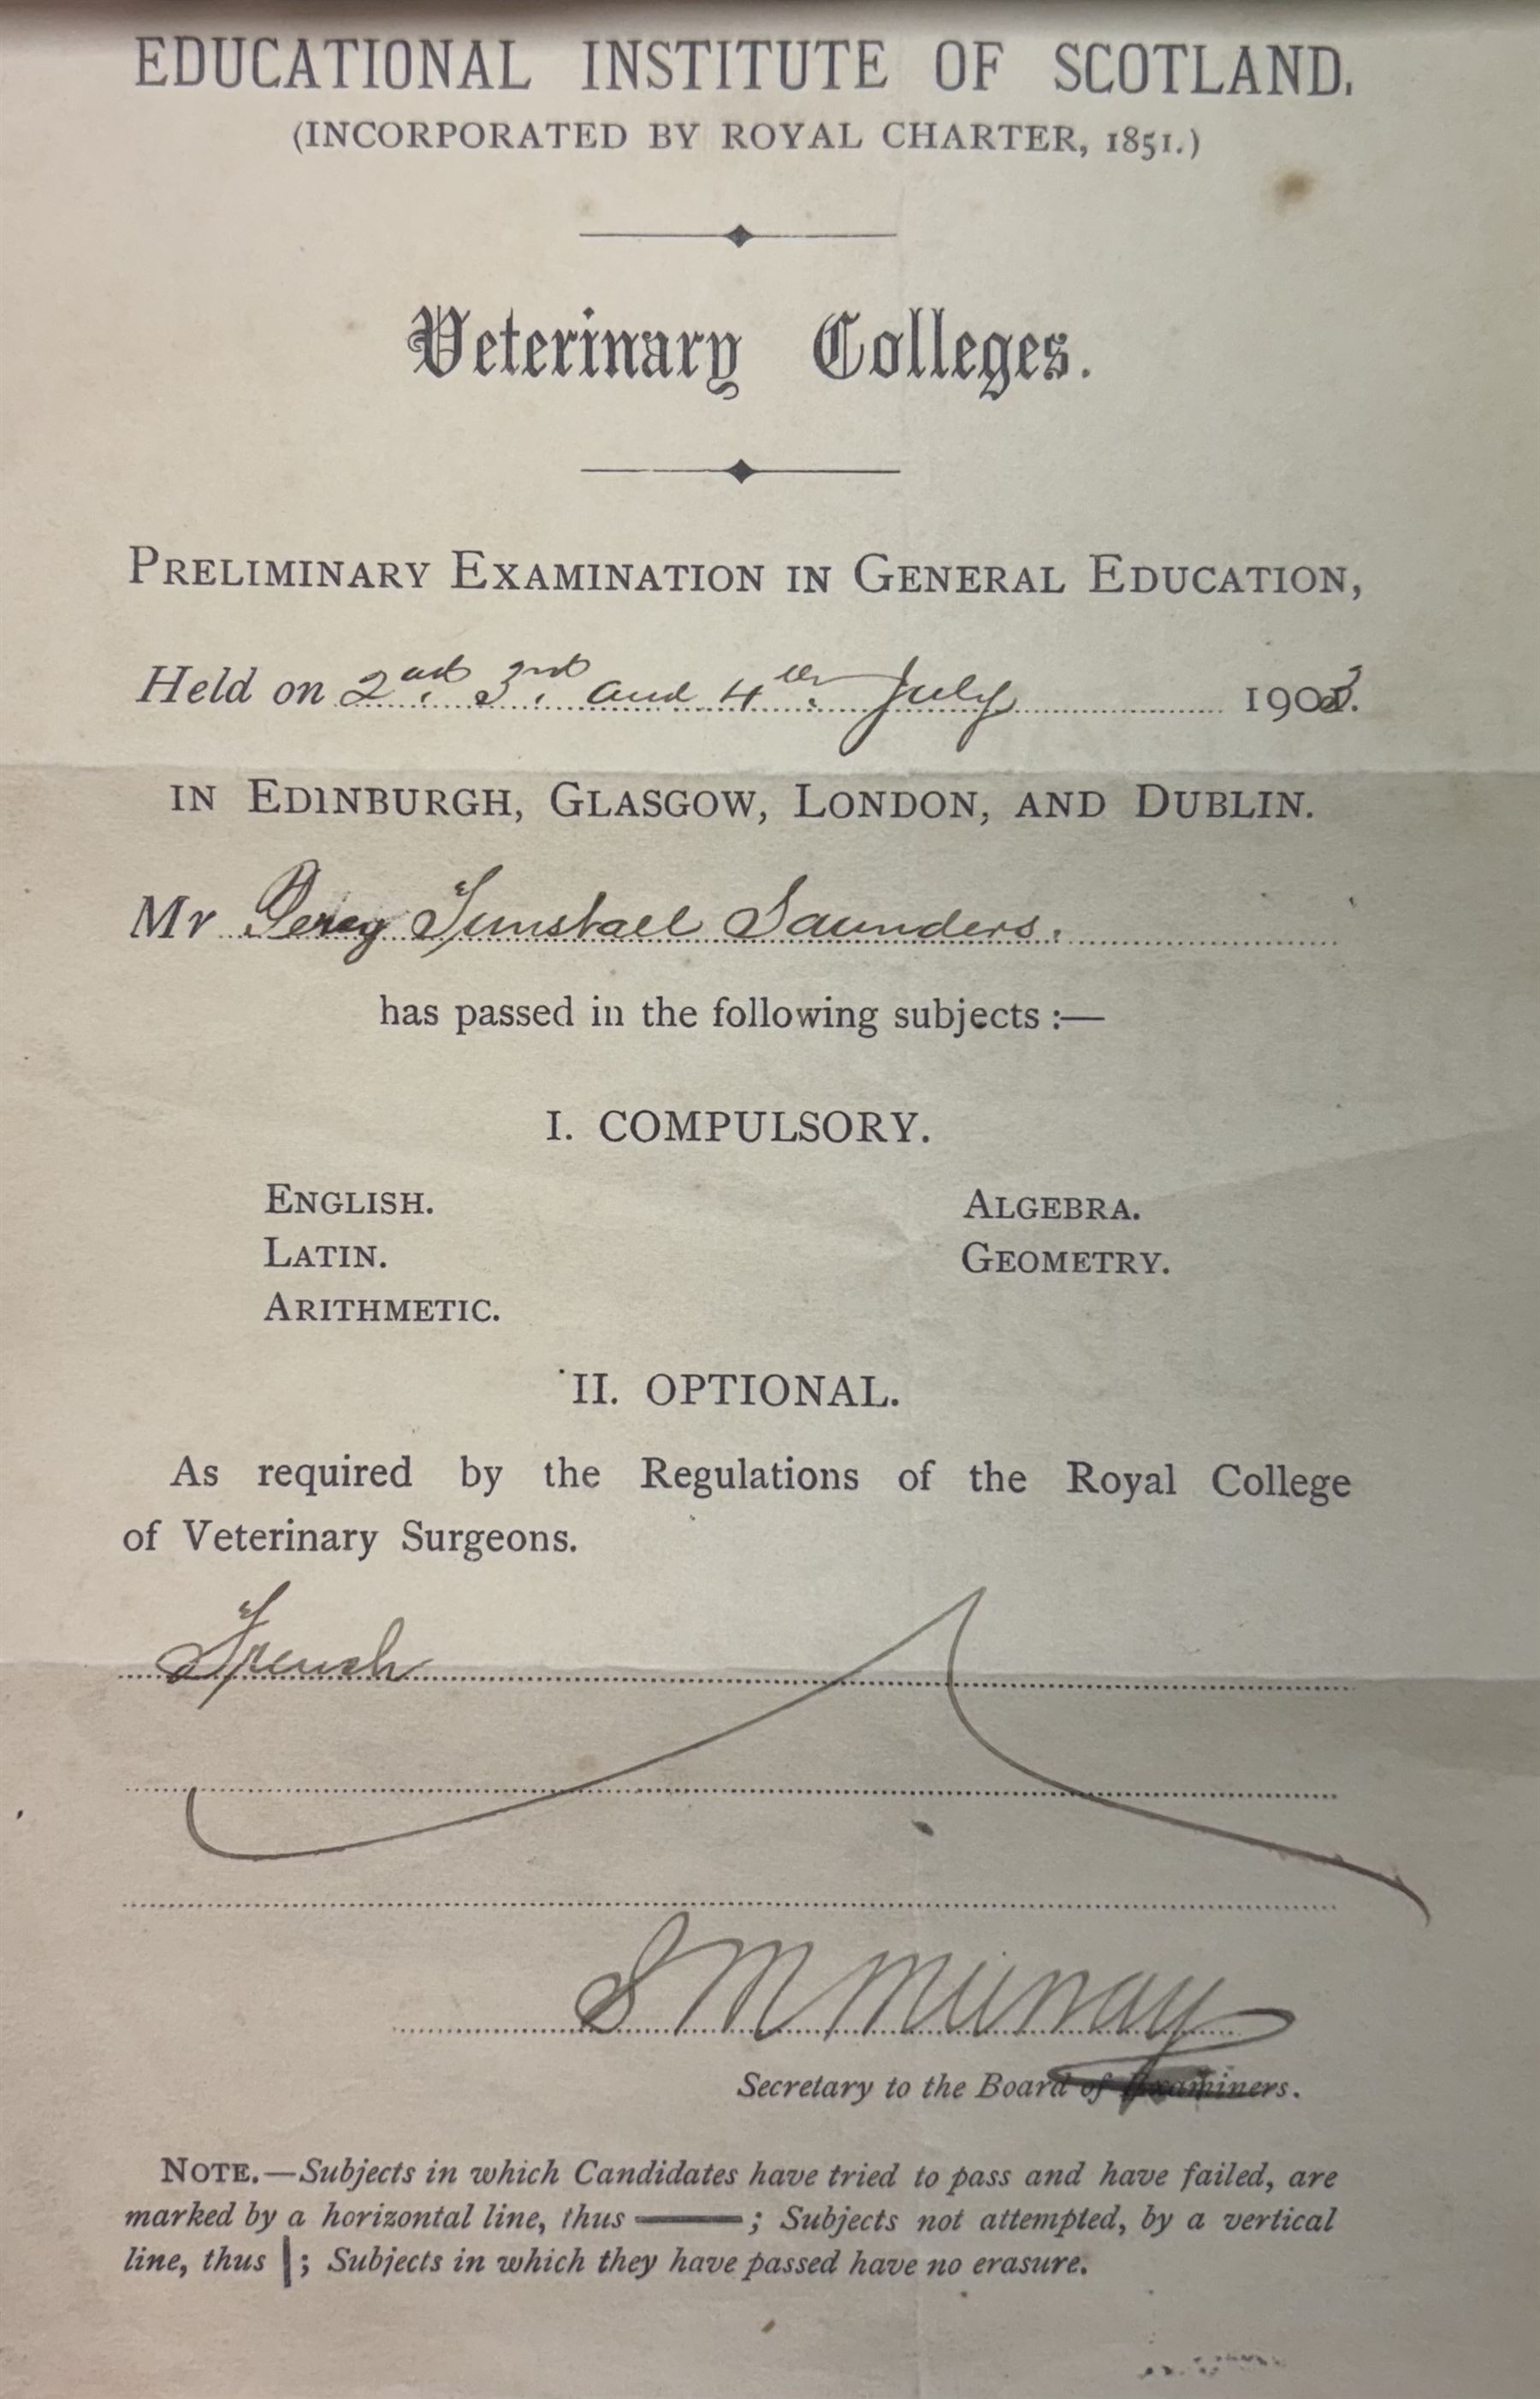 EDUCATIONAL INSTITUTE OF SCOTLAND.
(INCORPORATED BY ROYAL CHARTER, 1851.)
Veterinary Colleges.
PRELIMINARY EXAMINATION IN GENERAL EDUCATION,
Held on 2nd. 3rd. and 4th. July 1903.
IN EDINBURGH, GLASGOW, LONDON, AND DUBLIN.
Mr Percy Tunstall Saunders.
has passed in the following subjects :—
I. COMPULSORY.
ENGLISH. ALGEBRA.
LATIN. GEOMETRY.
ARITHMETIC.
II. OPTIONAL.
As required by the Regulations of the Royal College
of Veterinary Surgeons.
French
S M Murray
Secretary to the Board of Examiners.
NOTE.—Subjects in which Candidates have tried to pass and have failed, are
marked by a horizontal line, thus ——; Subjects not attempted, by a vertical
line, thus |; Subjects in which they have passed have no erasure.